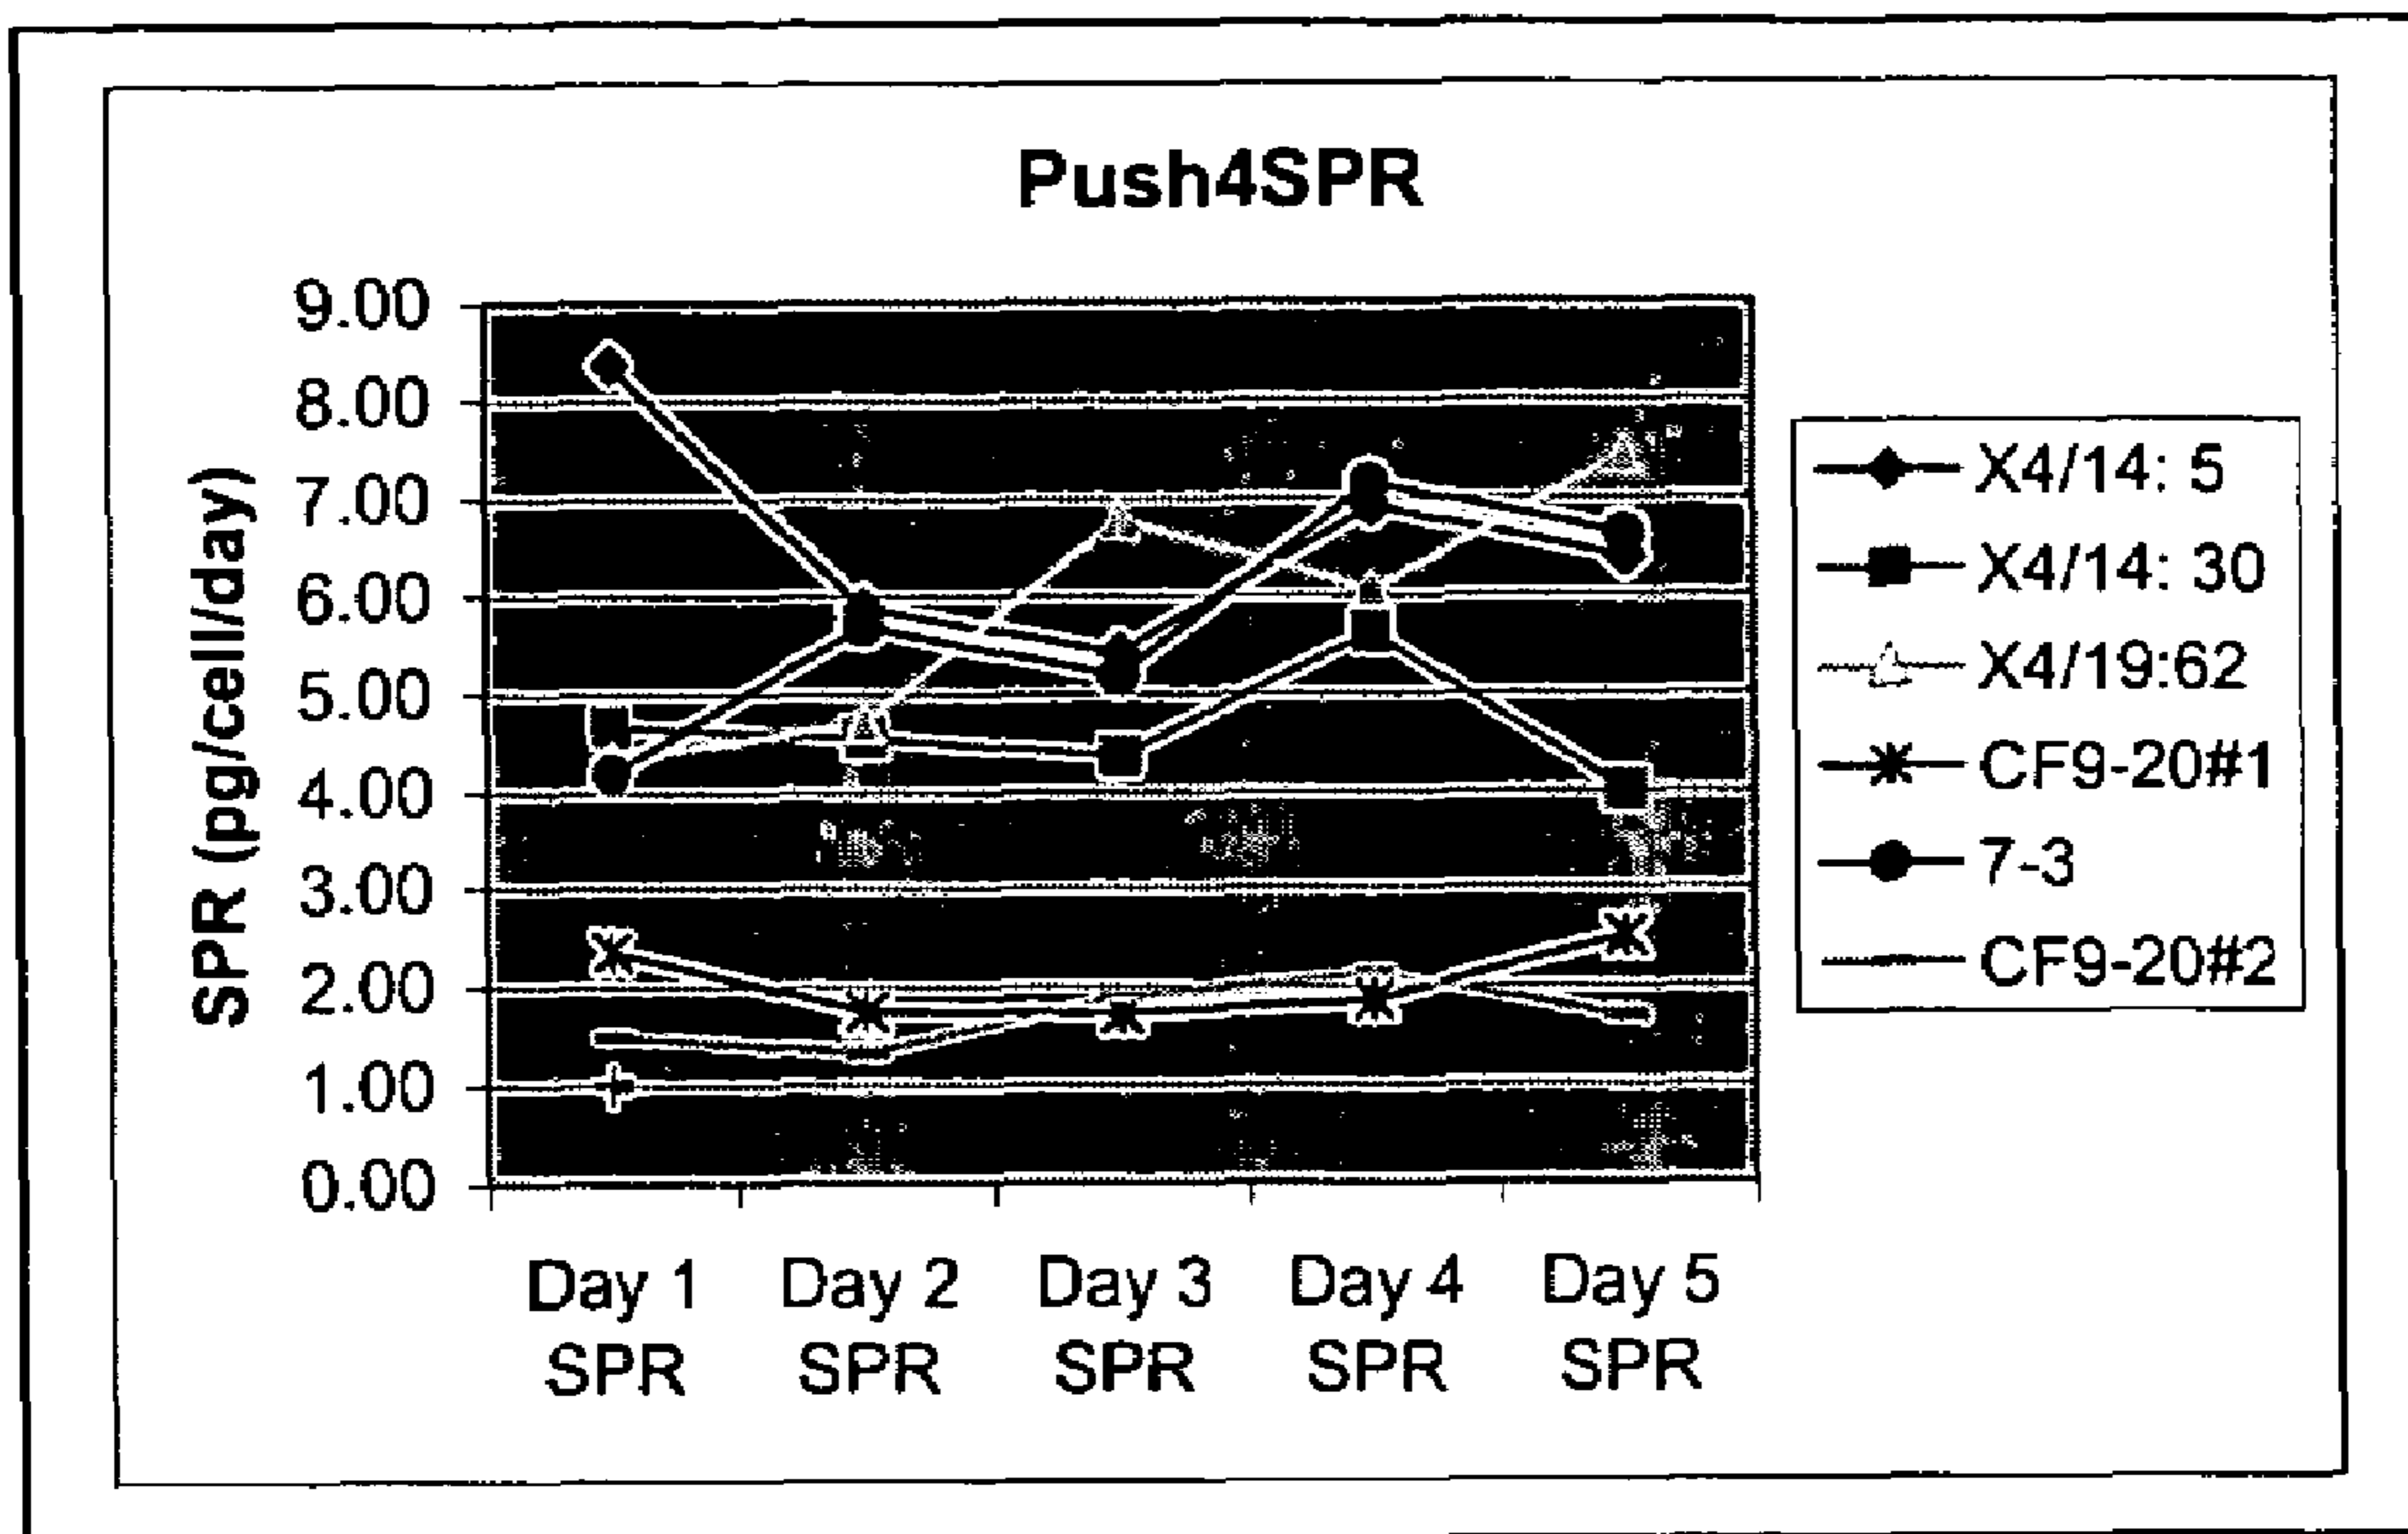 Push4SPR
SPR (pg/cell/day)
9.00
8.00
7.00
6.00
5.00
4.00
3.00
2.00
1.00
0.00
Day 1 SPR
Day 2 SPR
Day 3 SPR
Day 4 SPR
Day 5 SPR
X4/14: 5
X4/14: 30
X4/19:62
CF9-20#1
7-3
CF9-20#2